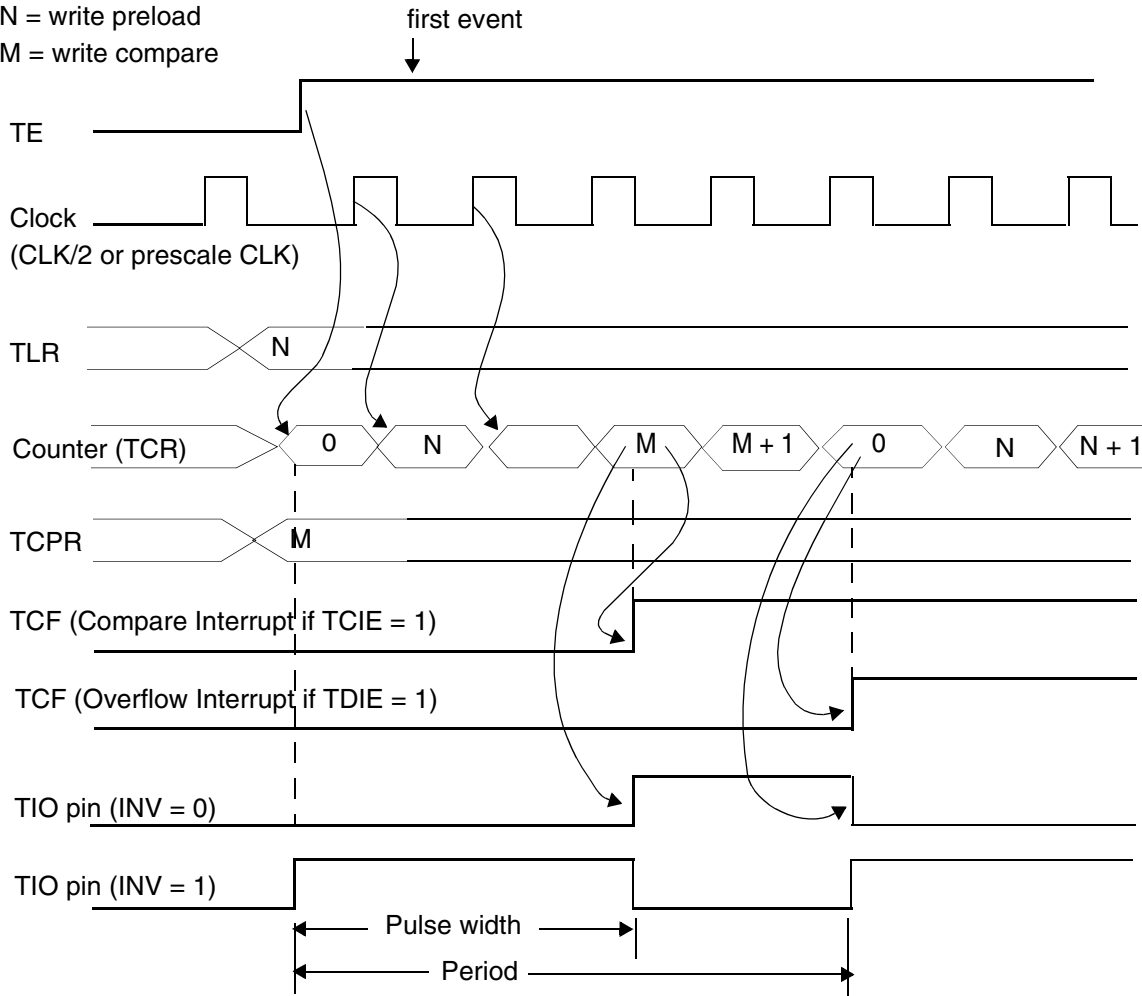 N = write preload
first event
M = write compare
TE
Clock
(CLK/2 or prescale CLK)
TLR
N
Counter (TCR)
0
N
M
M + 1
0
N
N + 1
TCPR
M
TCF (Compare Interrupt if TCIE = 1)
TCF (Overflow Interrupt if TDIE = 1)
TIO pin (INV = 0)
TIO pin (INV = 1)
Pulse width
Period